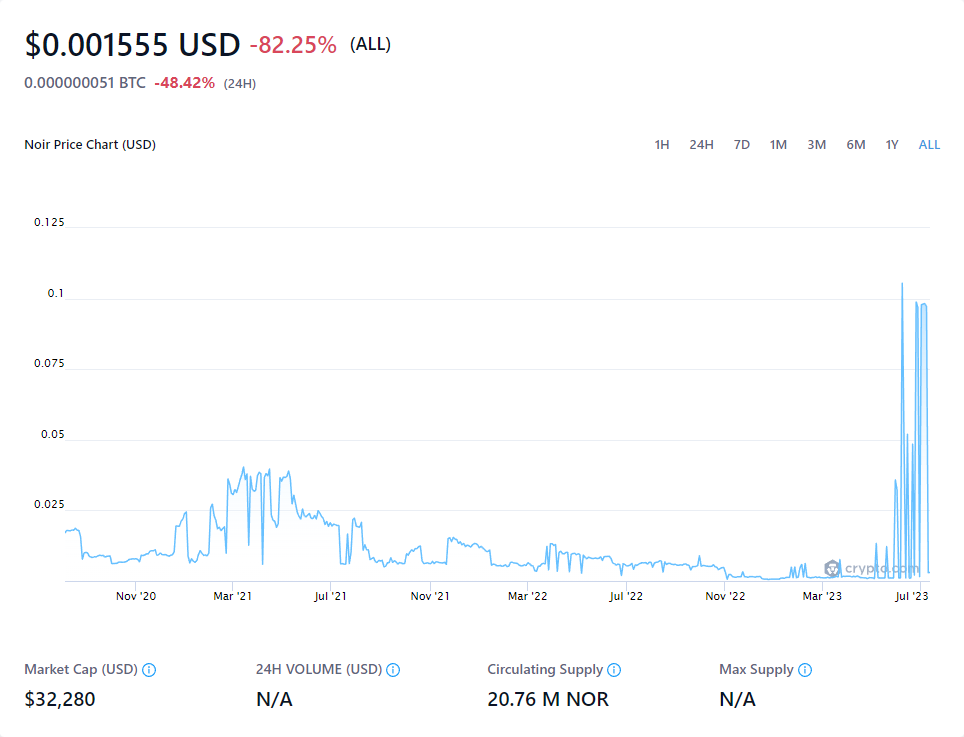 $0.001555 USD -82.25% (ALL)
0.000000051 BTC -48.42% (24H)
Noir Price Chart (USD) 1H 24H 7D 1M 3M 6M 1Y ALL
0.125
0.1
0.075
0.05
0.025
crypto.com
Nov '20 Mar '21 Jul '21 Nov '21 Mar '22 Jul '22 Nov '22 Mar '23 Jul '23
Market Cap (USD) 24H VOLUME (USD) Circulating Supply Max Supply
$32,280 N/A 20.76 M NOR N/A